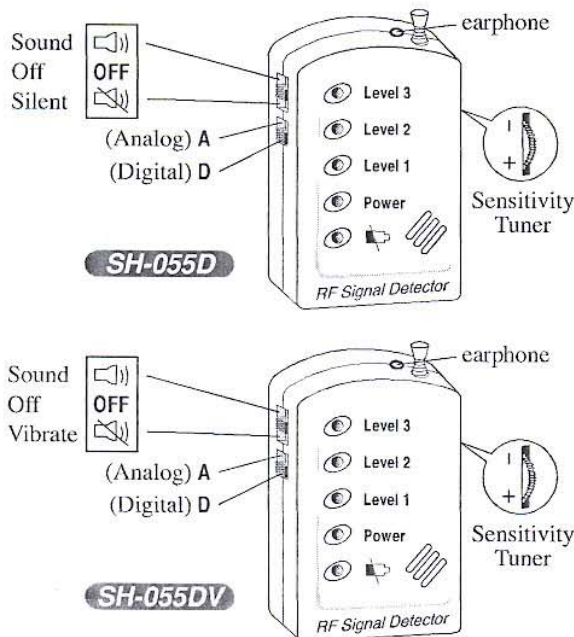 earphone
Sound
Off OFF
Silent
Level 3
(Analog) A
Level 2
(Digital) D
Level 1
-
+
Sensitivity
Tuner
Power
SH-055D
RF Signal Detector
earphone
Sound
Off OFF
Vibrate
Level 3
(Analog) A
Level 2
(Digital) D
Level 1
-
+
Sensitivity
Tuner
Power
SH-055DV
RF Signal Detector